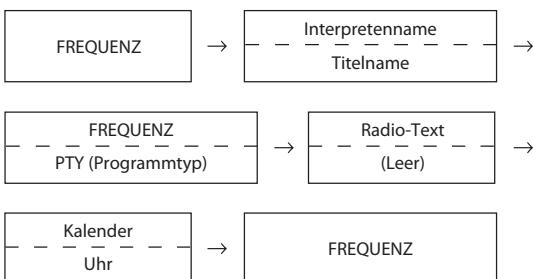 FREQUENZ → Interpretenname
Titelname →
FREQUENZ
PTY (Programmtyp) → Radio-Text
(Leer) →
Kalender
Uhr → FREQUENZ